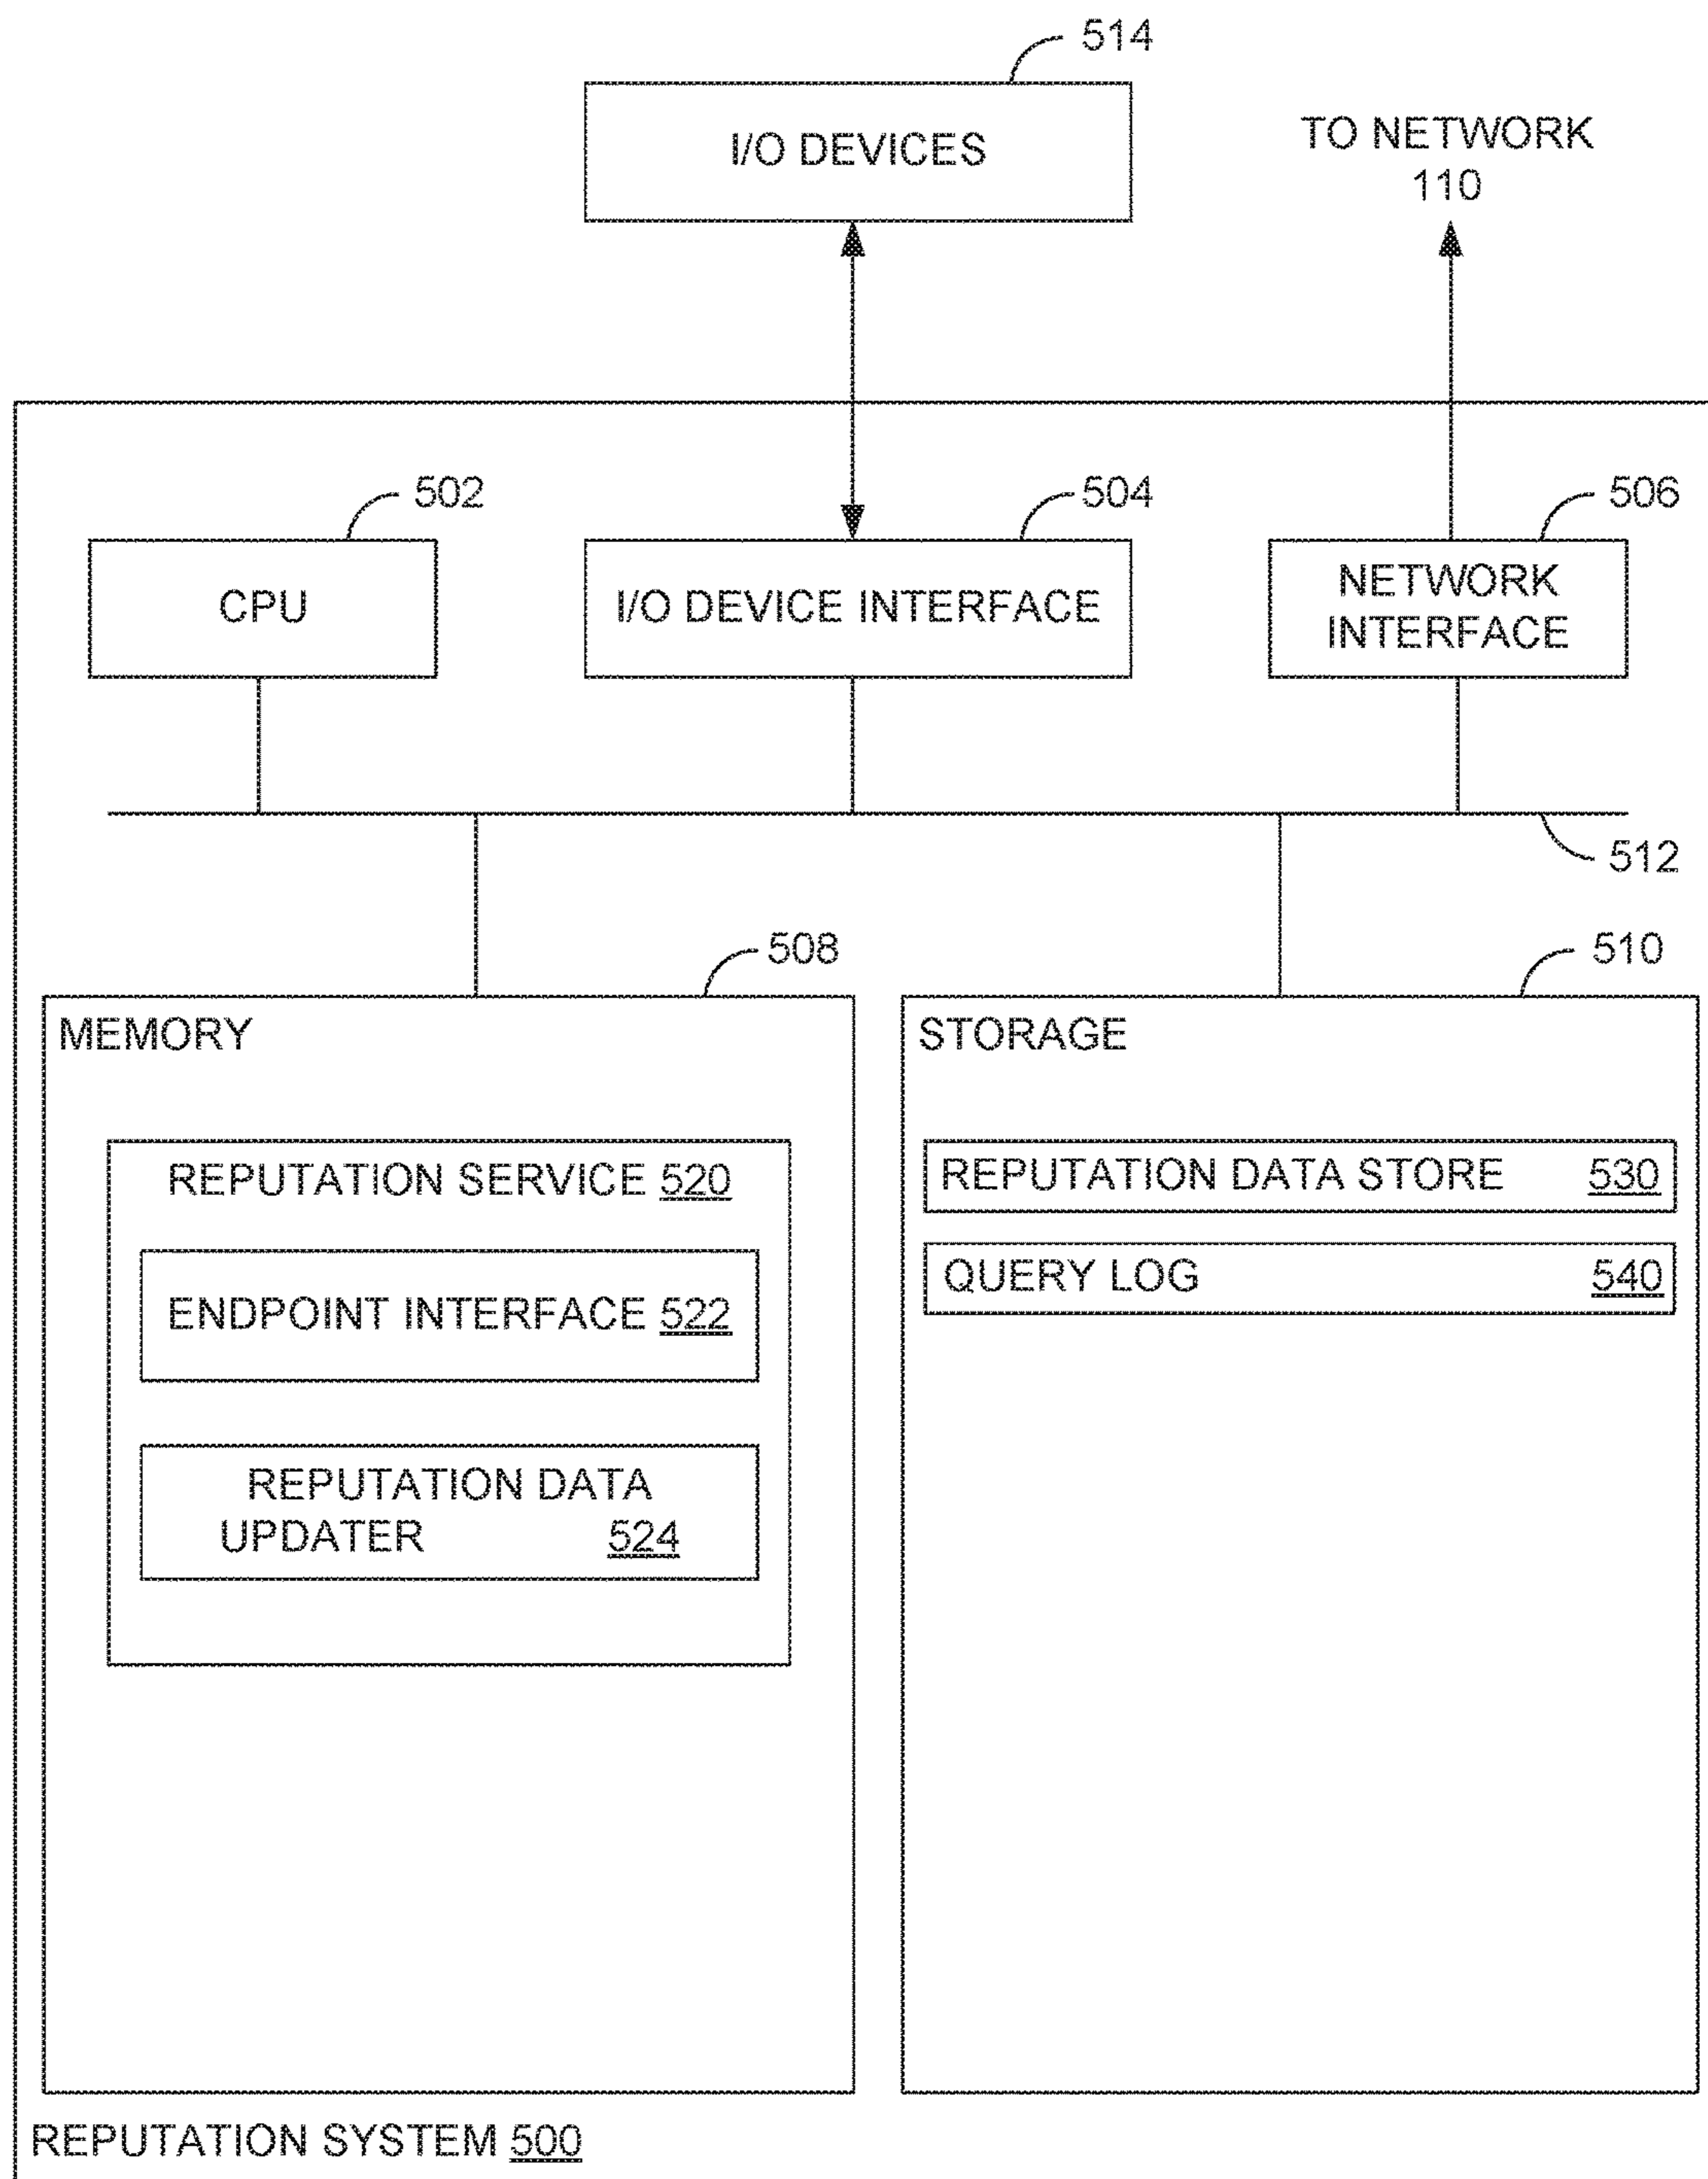 514
I/O DEVICES
TO NETWORK
110
502
504
506
CPU
I/O DEVICE INTERFACE
NETWORK
INTERFACE
512
508
510
MEMORY
REPUTATION SERVICE 520
ENDPOINT INTERFACE 522
REPUTATION DATA
UPDATER 524
STORAGE
REPUTATION DATA STORE 530
QUERY LOG 540
REPUTATION SYSTEM 500